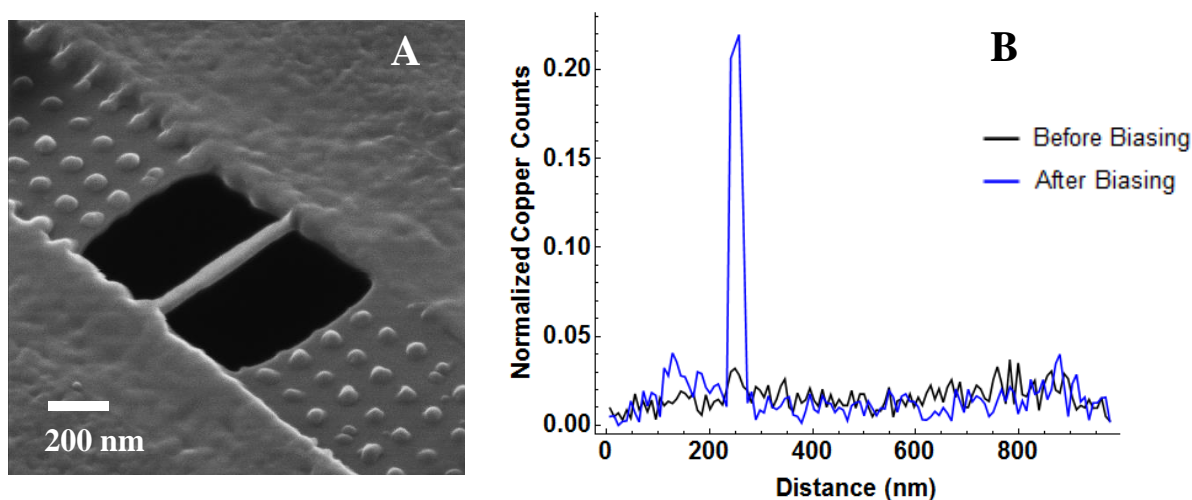 A
200 nm
B
Normalized Copper Counts
0.20
0.15
0.10
0.05
0.00
0
200
400
600
800
Distance (nm)
Before Biasing
After Biasing